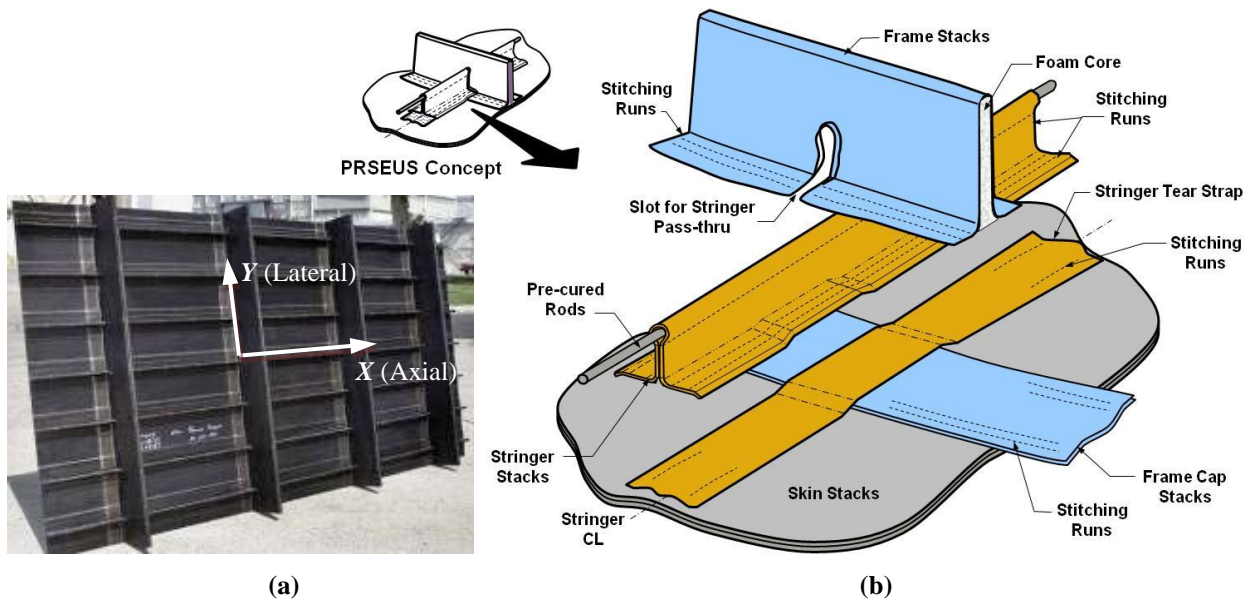 PRSEUS Concept
Y (Lateral)
X (Axial)
(a)
Frame Stacks
Foam Core
Stitching
Runs
Stitching
Runs
Slot for Stringer
Pass-thru
Stringer Tear Strap
Stitching
Runs
Pre-cured
Rods
Stringer
Stacks
Skin Stacks
Frame Cap
Stacks
Stringer
CL
Stitching
Runs
(b)